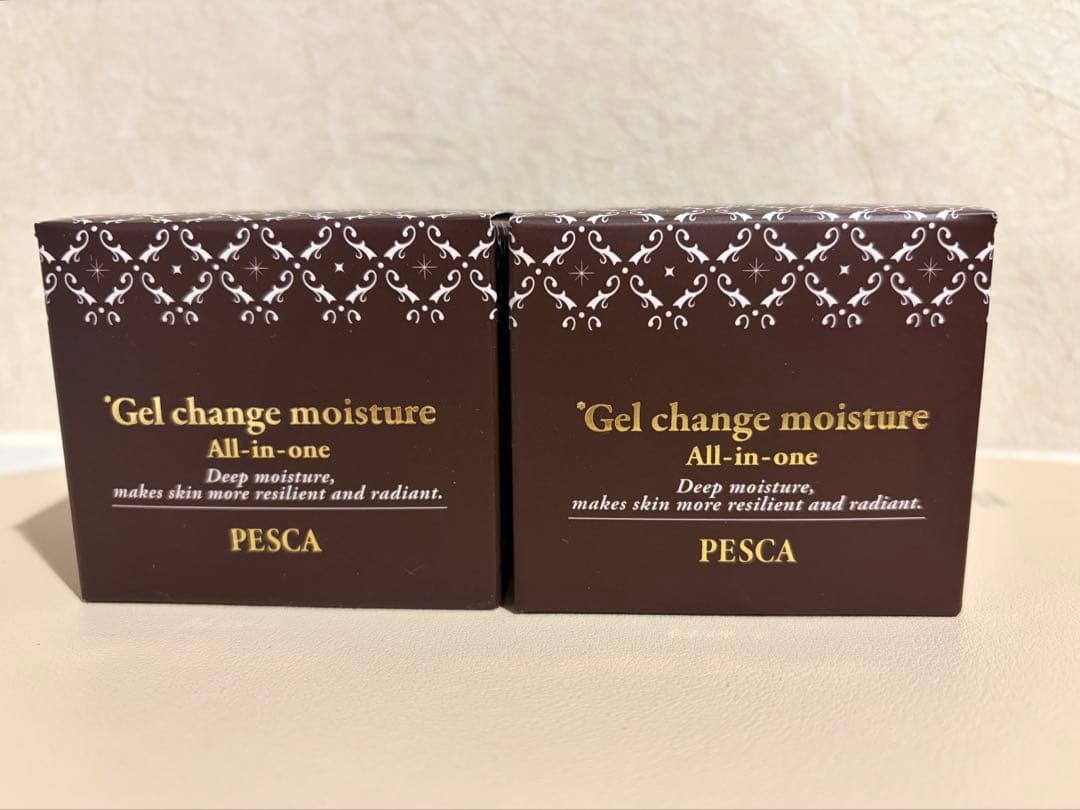 *Gel change moisture
All-in-one
Deep moisture,
makes skin more resilient and radiant.
PESCA
*Gel change moisture
All-in-one
Deep moisture,
makes skin more resilient and radiant.
PESCA